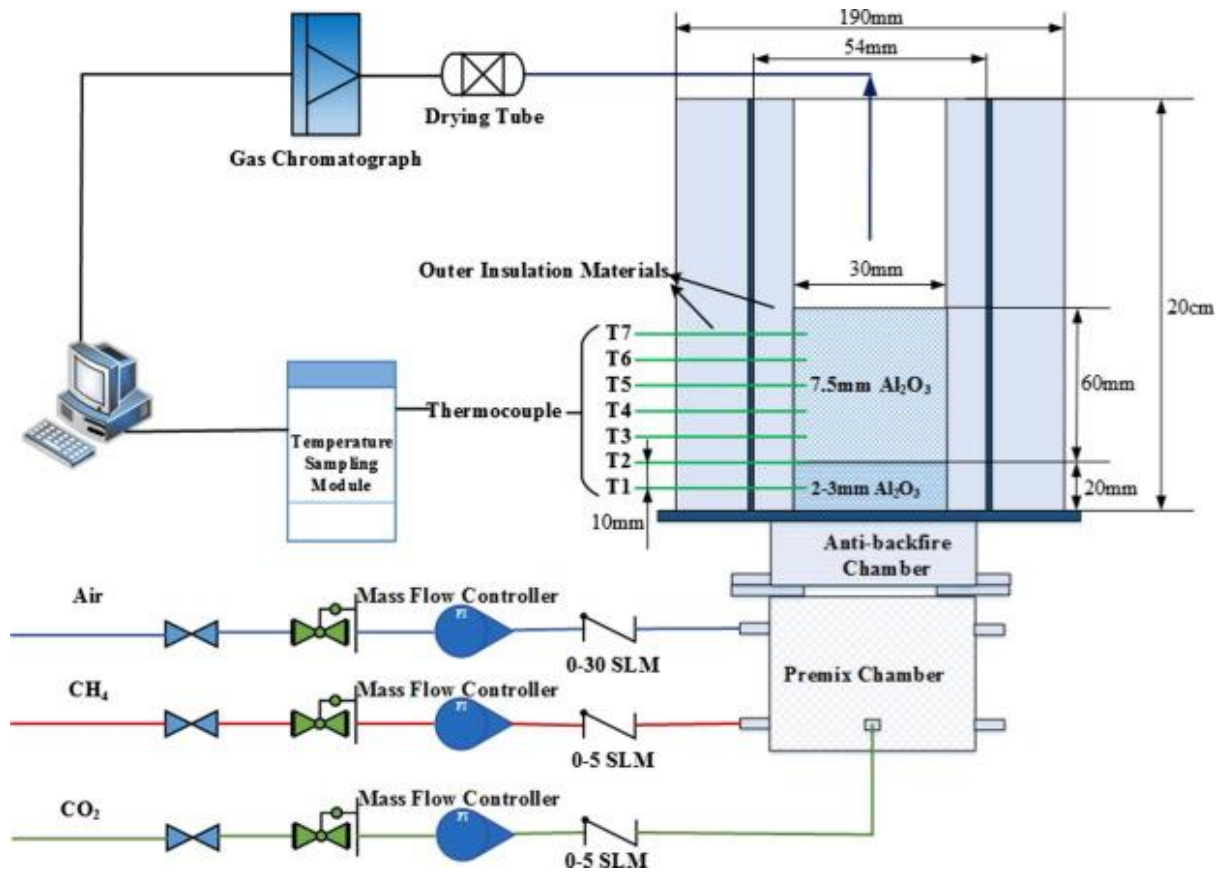 190mm
54mm
Drying Tube
Gas Chromatograph
Outer Insulation Materials
30mm
20cm
T7
T6
T5
T4
T3
T2
T1
Thermocouple
7.5mm Al₂O₃
60mm
2-3mm Al₂O₃
20mm
10mm
Temperature
Sampling
Module
Anti-backfire
Chamber
Air
Mass Flow Controller
FI
0-30 SLM
Premix Chamber
CH₄
Mass Flow Controller
FI
0-5 SLM
CO₂
Mass Flow Controller
FI
0-5 SLM